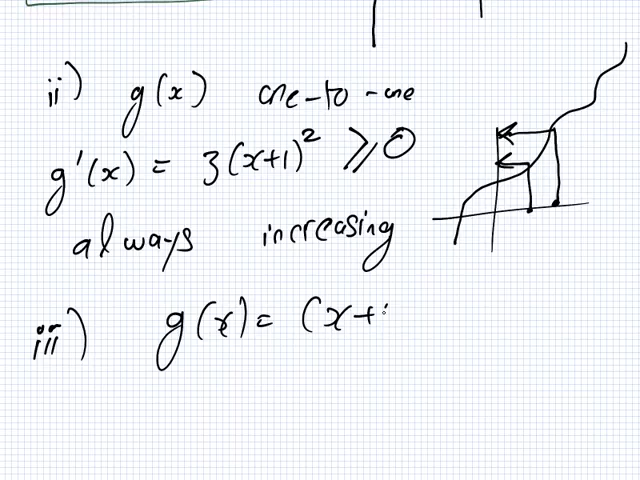 ii) g(x) one-to-one
g'(x) = 3(x+1)² ⩾ 0
always increasing
iii) g(x) = (x+